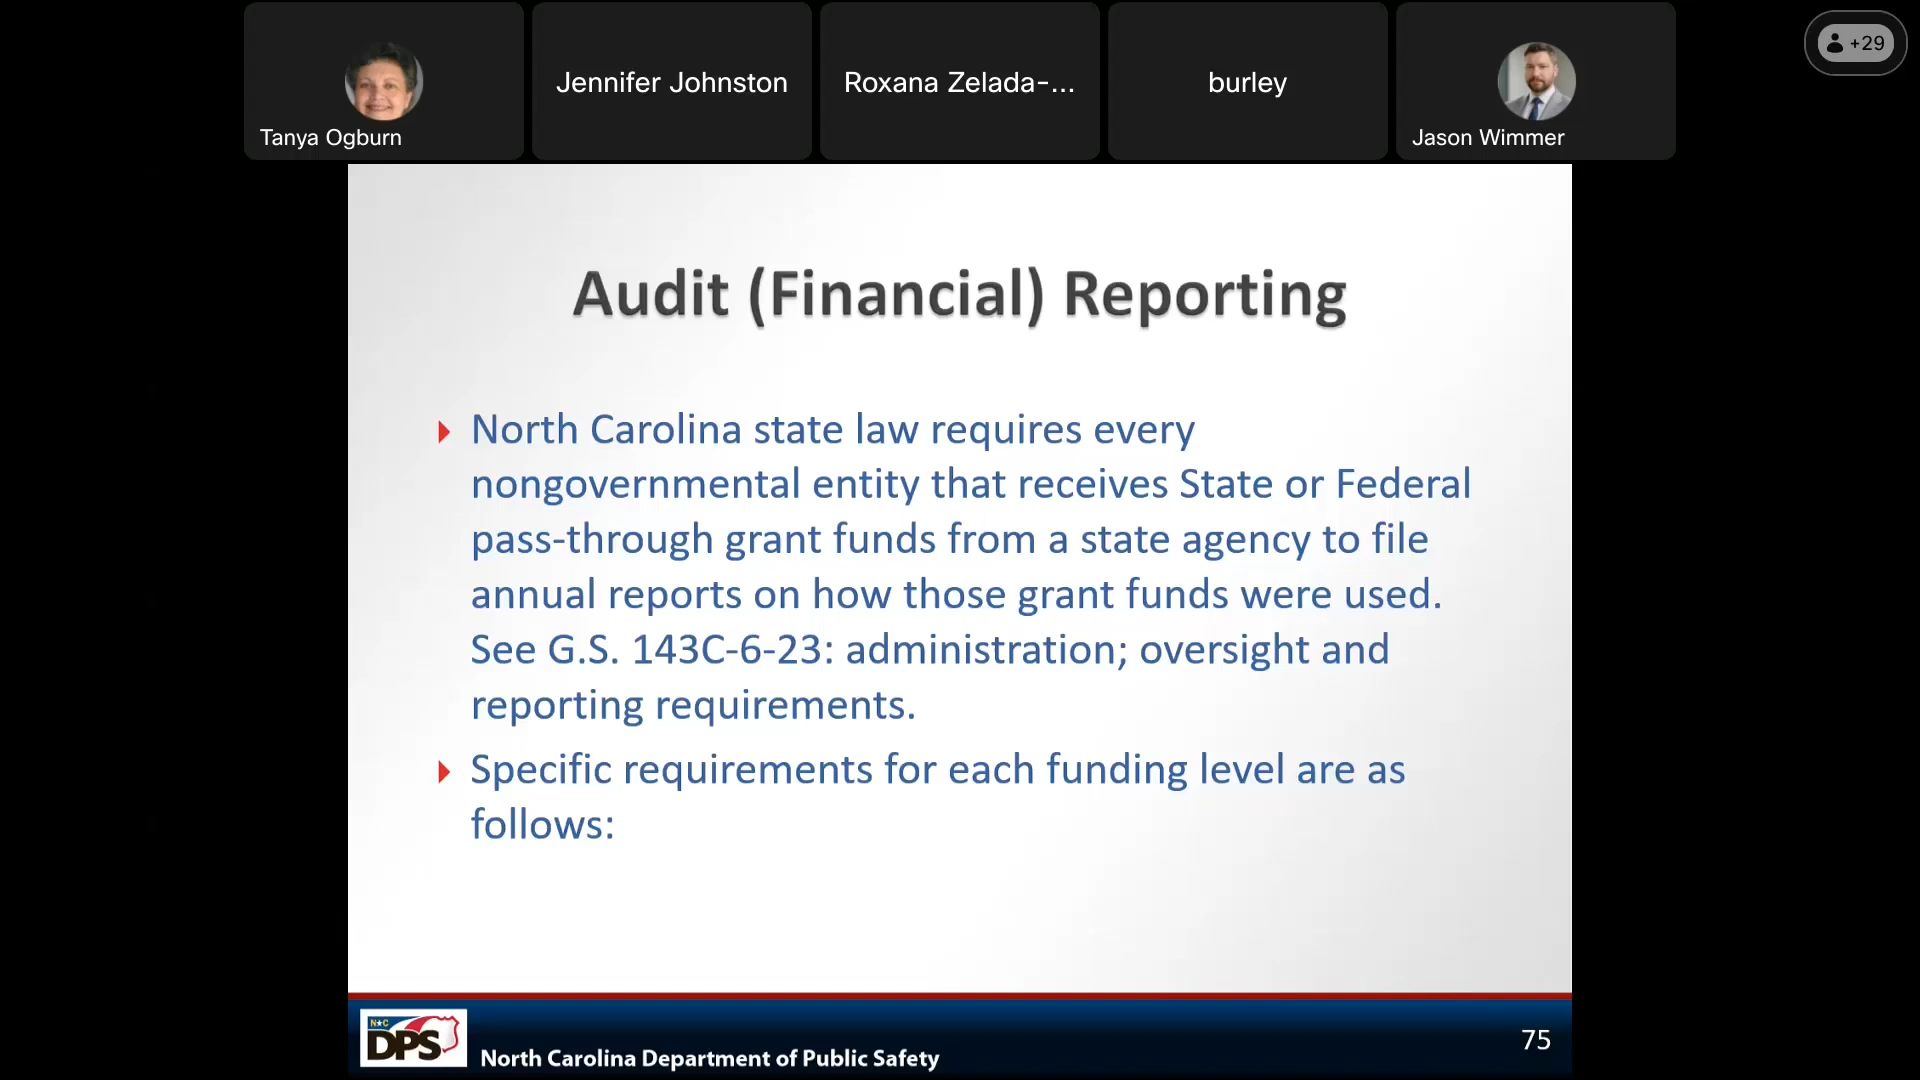 Tanya Ogburn
Jennifer Johnston
Roxana Zelada-...
burley
Jason Wimmer
+29
Audit (Financial) Reporting
North Carolina state law requires every
nongovernmental entity that receives State or Federal
pass-through grant funds from a state agency to file
annual reports on how those grant funds were used.
See G.S. 143C-6-23: administration; oversight and
reporting requirements.
Specific requirements for each funding level are as
follows:
N★C
DPS
North Carolina Department of Public Safety
75